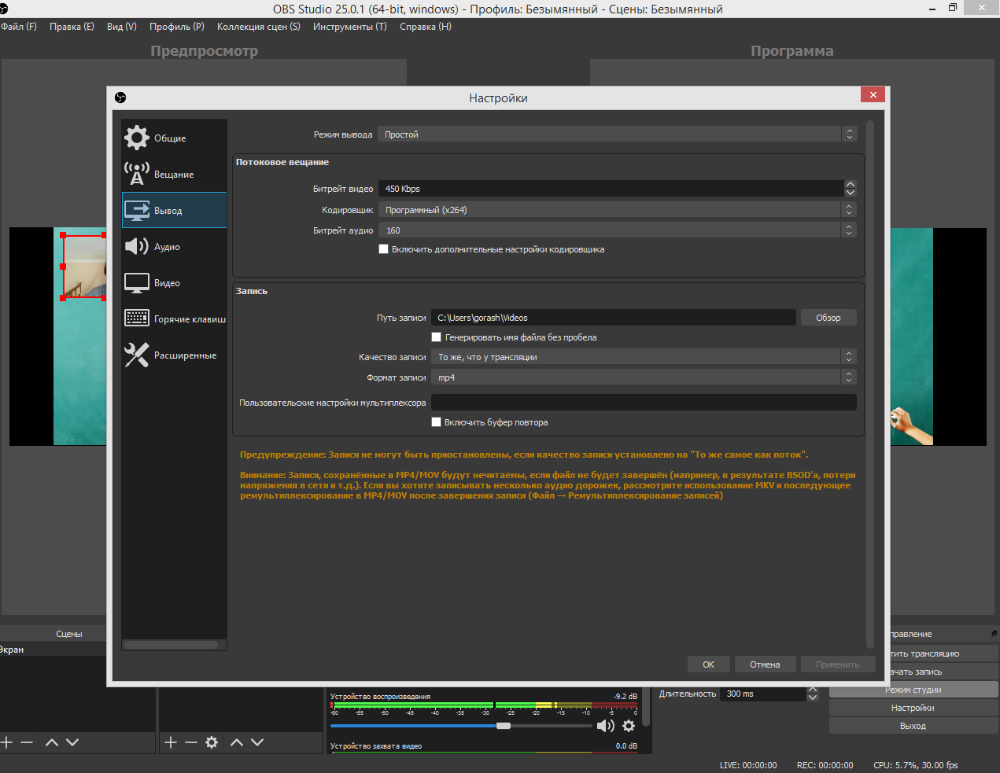 OBS Studio 25.0.1 (64-bit, windows) - Профиль: Безымянный - Сцены: Безымянный
Файл (F) Правка (E) Вид (V) Профиль (P) Коллекция сцен (S) Инструменты (T) Справка (H)
Предпросмотр Программа
Настройки
Общие
Вещание
Вывод
Аудио
Видео
Горячие клавиш
Расширенные
Режим вывода Простой
Потоковое вещание
Битрейт видео 450 Kbps
Кодировщик Программный (x264)
Битрейт аудио 160
Включить дополнительные настройки кодировщика
Запись
Путь записи C:\Users\gorash\Videos Обзор
Генерировать имя файла без пробела
Качество записи То же, что у трансляции
Формат записи mp4
Пользовательские настройки мультиплексора
Включить буфер повтора
Предупреждение: Записи не могут быть приостановлены, если качество записи установлено на "То же самое как поток".
Внимание: Записи, сохранённые в MP4/MOV будут нечитаемы, если файл не будет завершён (например, в результате BSOD'а, потери
напряжения в сети и т.д.). Если вы хотите записывать несколько аудио дорожек, рассмотрите использование MKV и последующее
ремультиплексирование в MP4/MOV после завершения записи (Файл → Ремультиплексирование записей)
OK Отмена Применить
Сцены
Экран
Устройство воспроизведения -9.2 dB
-60 -55 -50 -45 -40 -35 -30 -25 -20 -15 -10 -5 0
Устройство захвата видео 0.0 dB
Длительность 300 ms
правление
тить трансляцию
ачать запись
Режим студии
Настройки
Выход
LIVE: 00:00:00 REC: 00:00:00 CPU: 5.7%, 30.00 fps